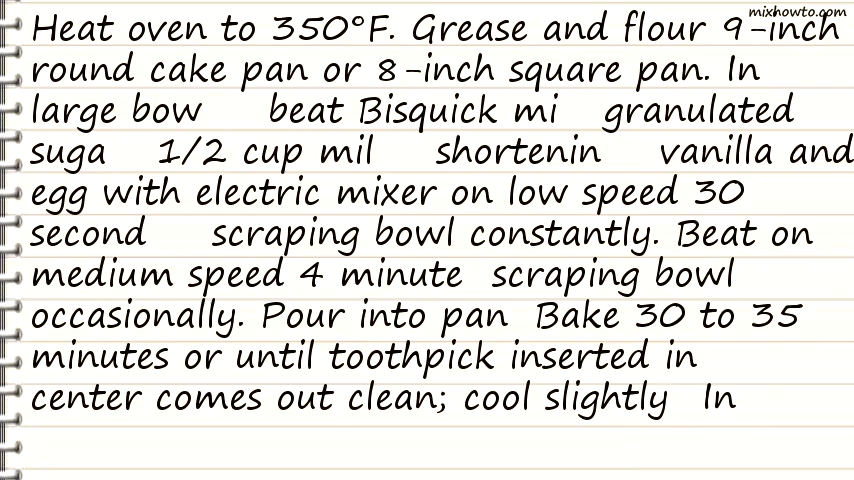 mixhowto.com
Heat oven to 350°F. Grease and flour 9-inch
round cake pan or 8-inch square pan. In
large bow beat Bisquick mi granulated
suga 1/2 cup mil shortenin vanilla and
egg with electric mixer on low speed 30
second scraping bowl constantly. Beat on
medium speed 4 minute scraping bowl
occasionally. Pour into pan Bake 30 to 35
minutes or until toothpick inserted in
center comes out clean; cool slightly In